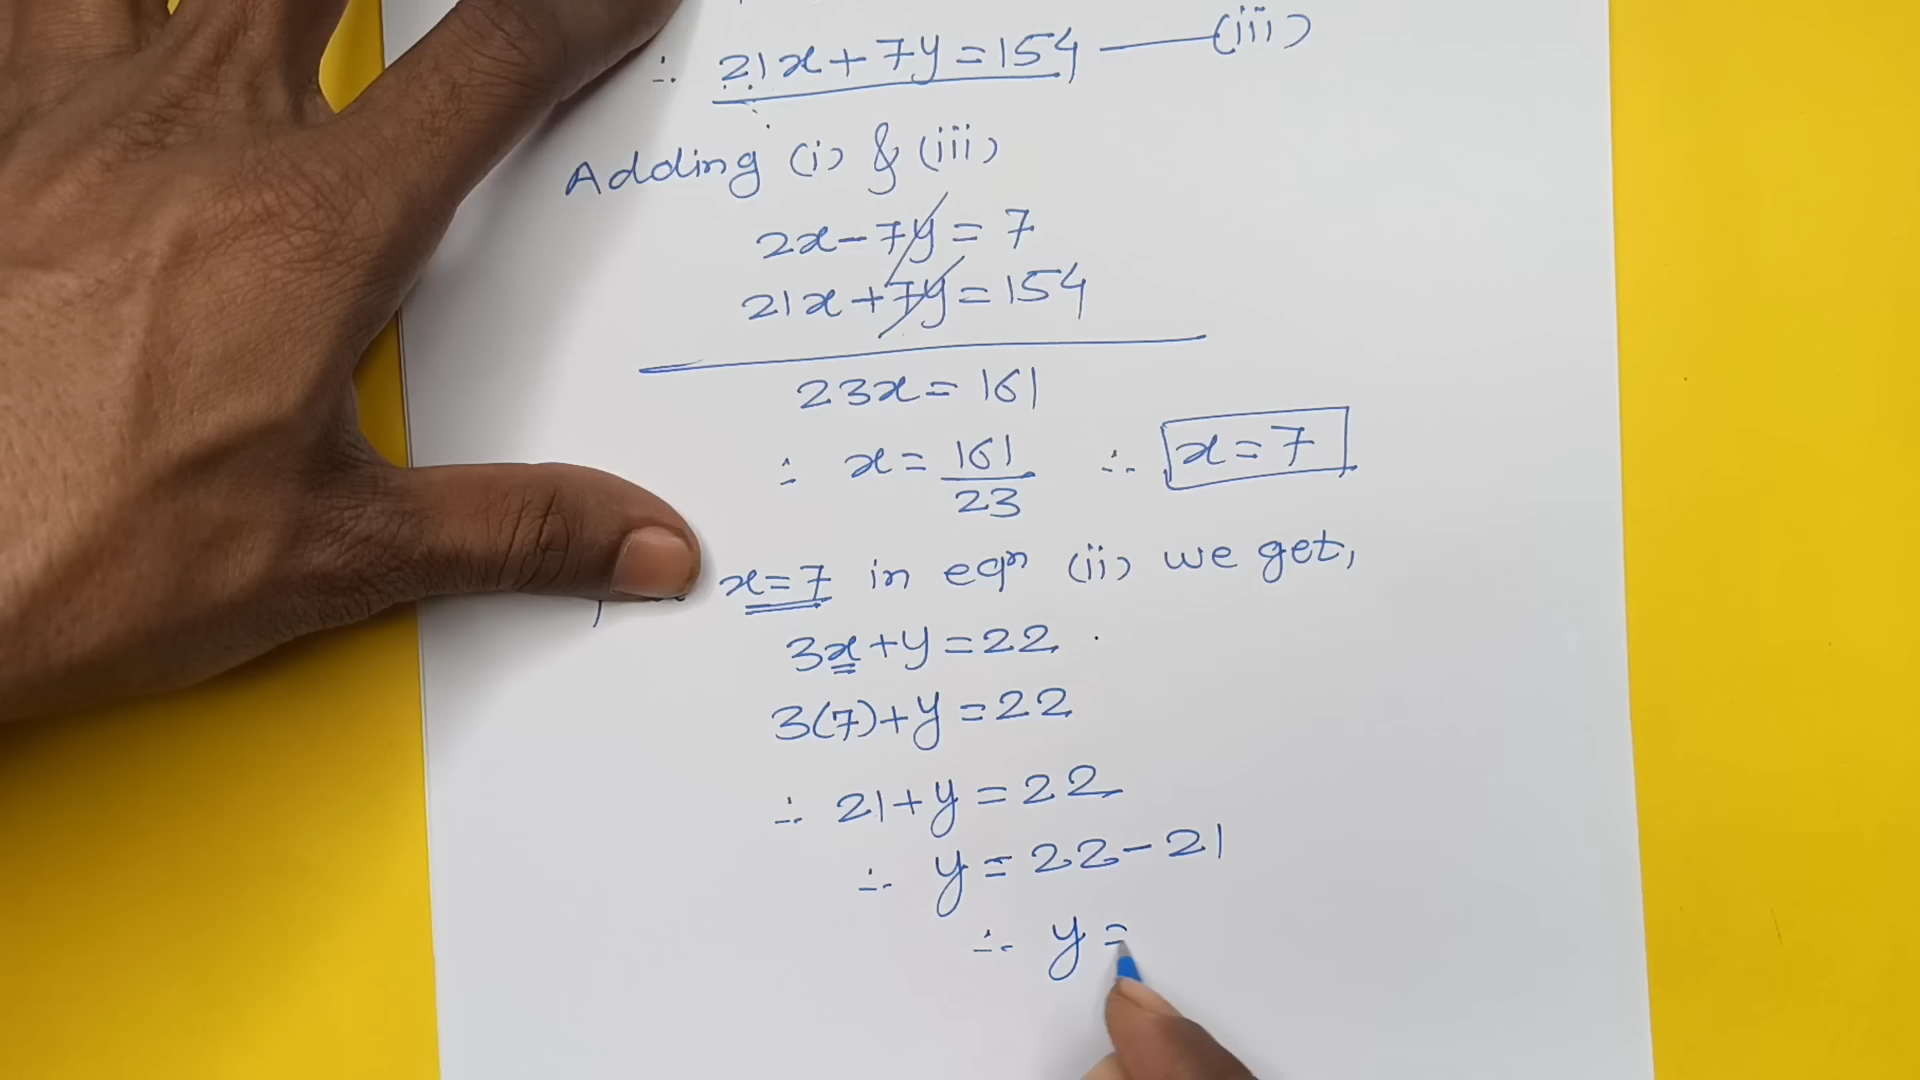 ∴ 21x + 7y = 154 —— (iii)
Adding (i) & (iii)
2x - 7y = 7
21x + 7y = 154
23x = 161
∴ x = 161/23 ∴ x = 7
x = 7 in eqn (ii) we get,
3x + y = 22
3(7) + y = 22
∴ 21 + y = 22
∴ y = 22 - 21
∴ y =